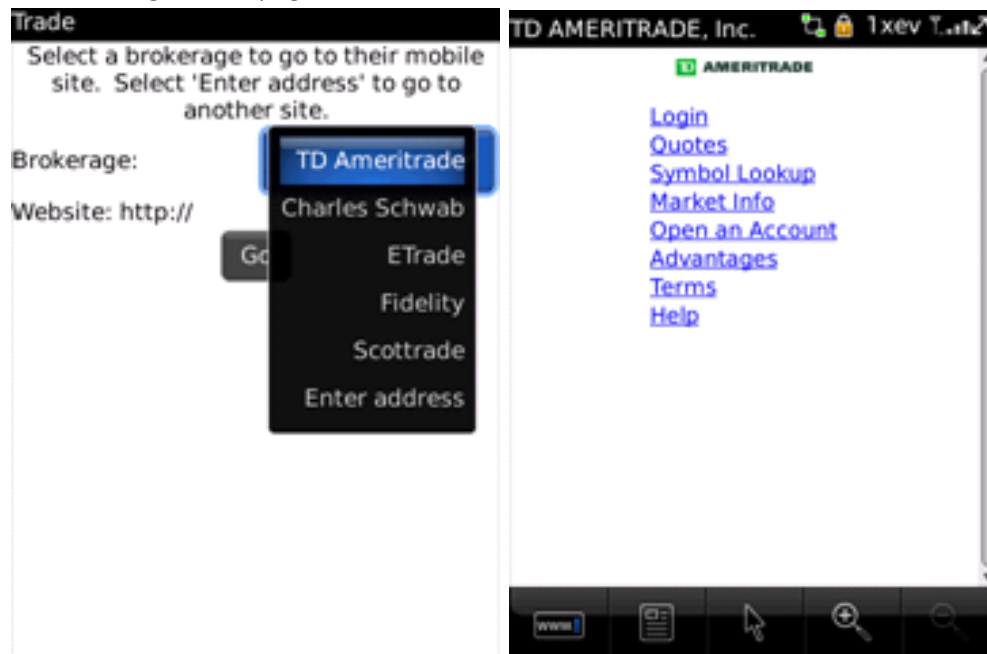 Trade
Select a brokerage to go to their mobile
site. Select 'Enter address' to go to
another site.
Brokerage:
TD Ameritrade
Website: http://
Charles Schwab
Go
ETrade
Fidelity
Scottrade
Enter address
TD AMERITRADE, Inc. 1xev
AMERITRADE
Login
Quotes
Symbol Lookup
Market Info
Open an Account
Advantages
Terms
Help
www.